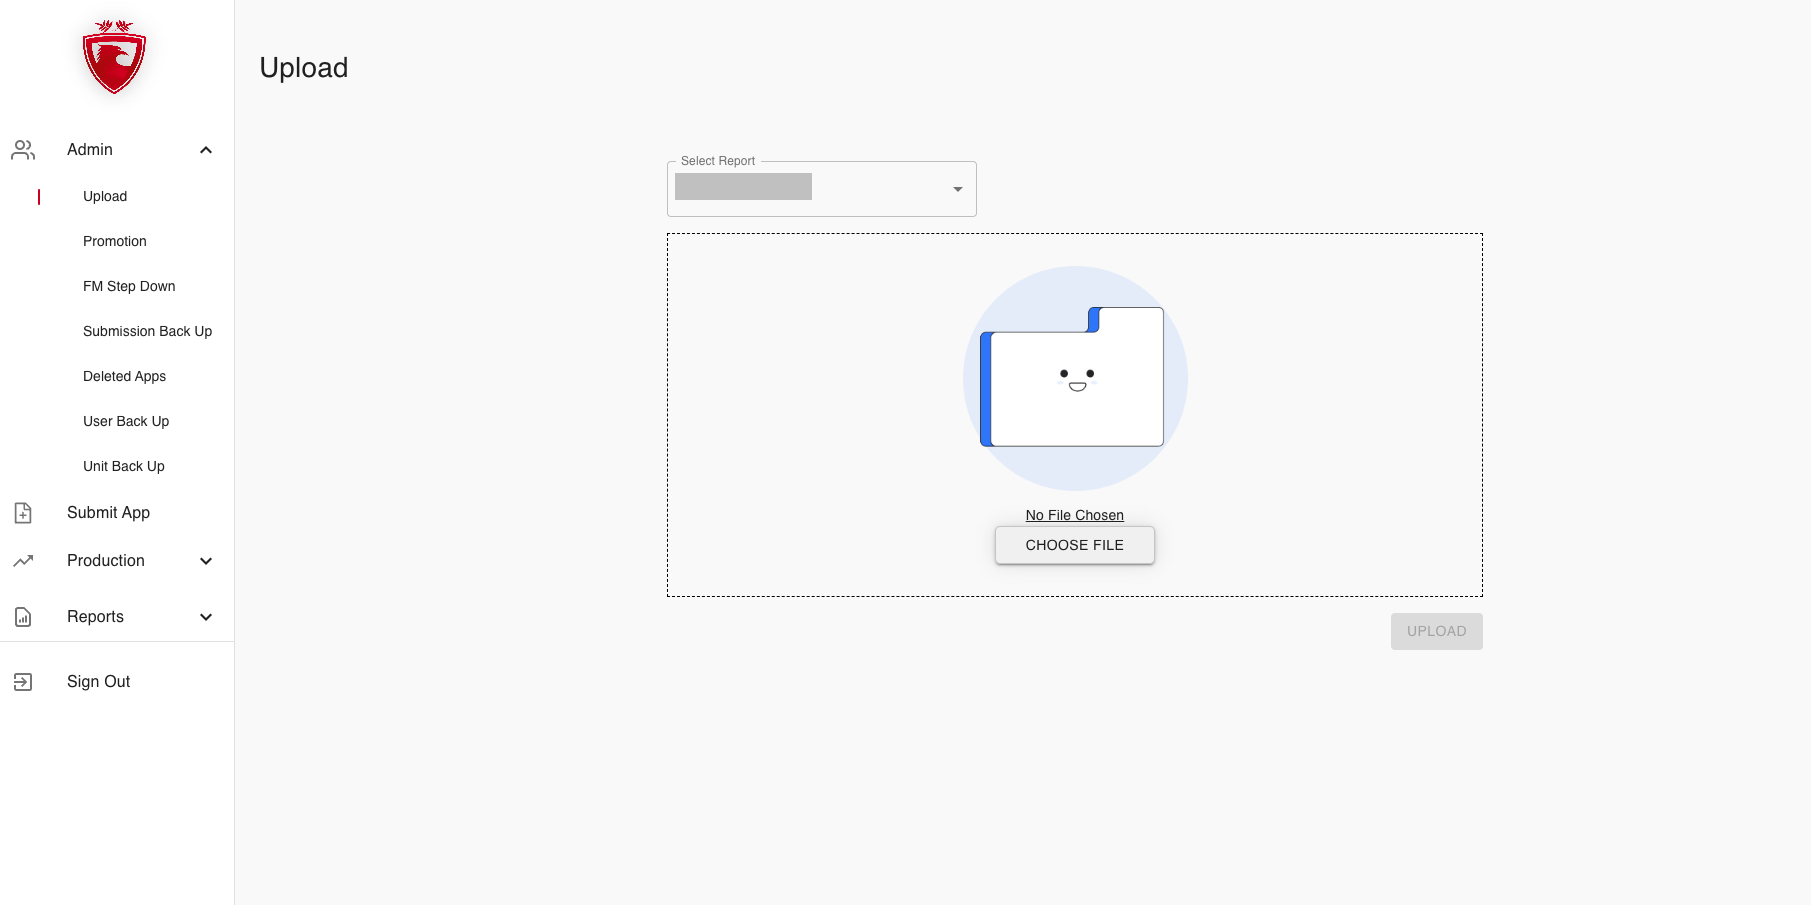 Upload
Admin
Upload
Promotion
FM Step Down
Submission Back Up
Deleted Apps
User Back Up
Unit Back Up
Submit App
Production
Reports
Sign Out
Select Report
No File Chosen
CHOOSE FILE
UPLOAD